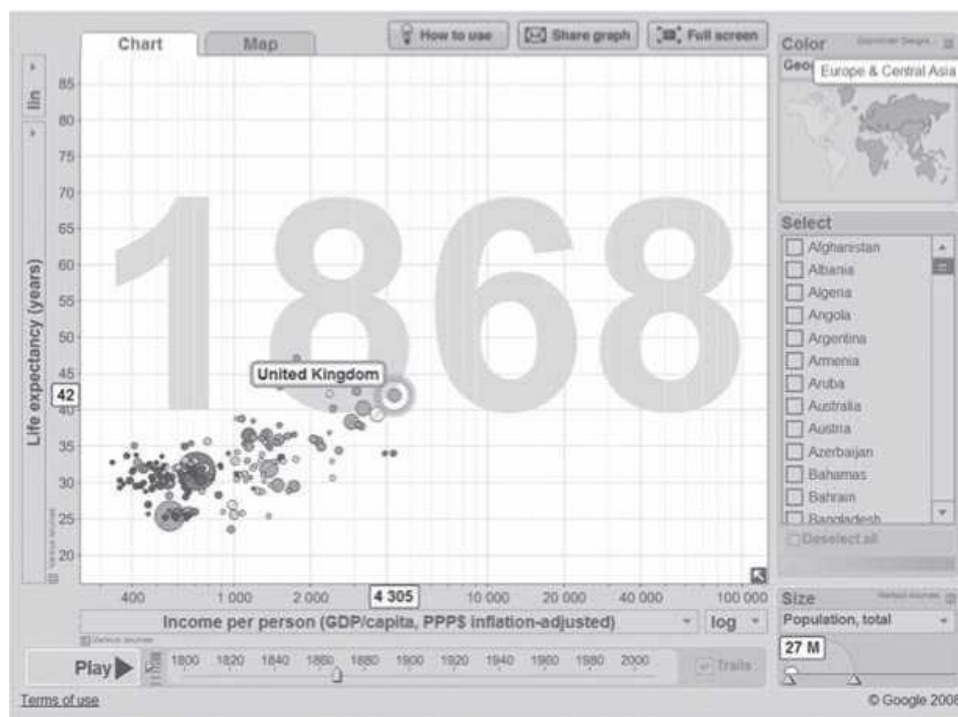 Chart
Map
How to use
Share graph
Full screen
Color
Geo
Europe & Central Asia
lin
Life expectancy (years)
85
80
75
70
65
60
55
50
45
42
40
35
30
25
20
1868
United Kingdom
400
1 000
2 000
4 305
10 000
20 000
40 000
100 000
Income per person (GDP/capita, PPP$ inflation-adjusted)
log
Select
Afghanistan
Albania
Algeria
Angola
Argentina
Armenia
Aruba
Australia
Austria
Azerbaijan
Bahamas
Bahrain
Bangladesh
Deselect all
Size
Various sources
Population, total
27 M
Various sources
Play
1800
1820
1840
1860
1880
1900
1920
1940
1960
1980
2000
Trails
Terms of use
© Google 2008